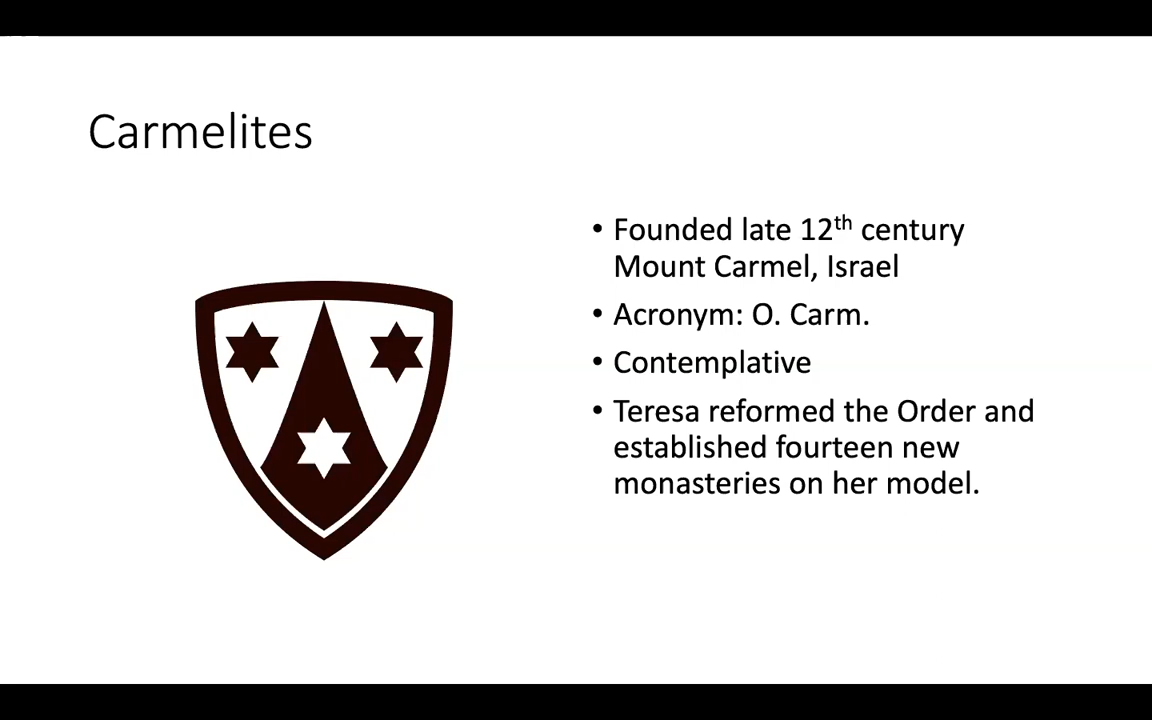 Carmelites
• Founded late 12th century
Mount Carmel, Israel
• Acronym: O. Carm.
• Contemplative
• Teresa reformed the Order and
established fourteen new
monasteries on her model.